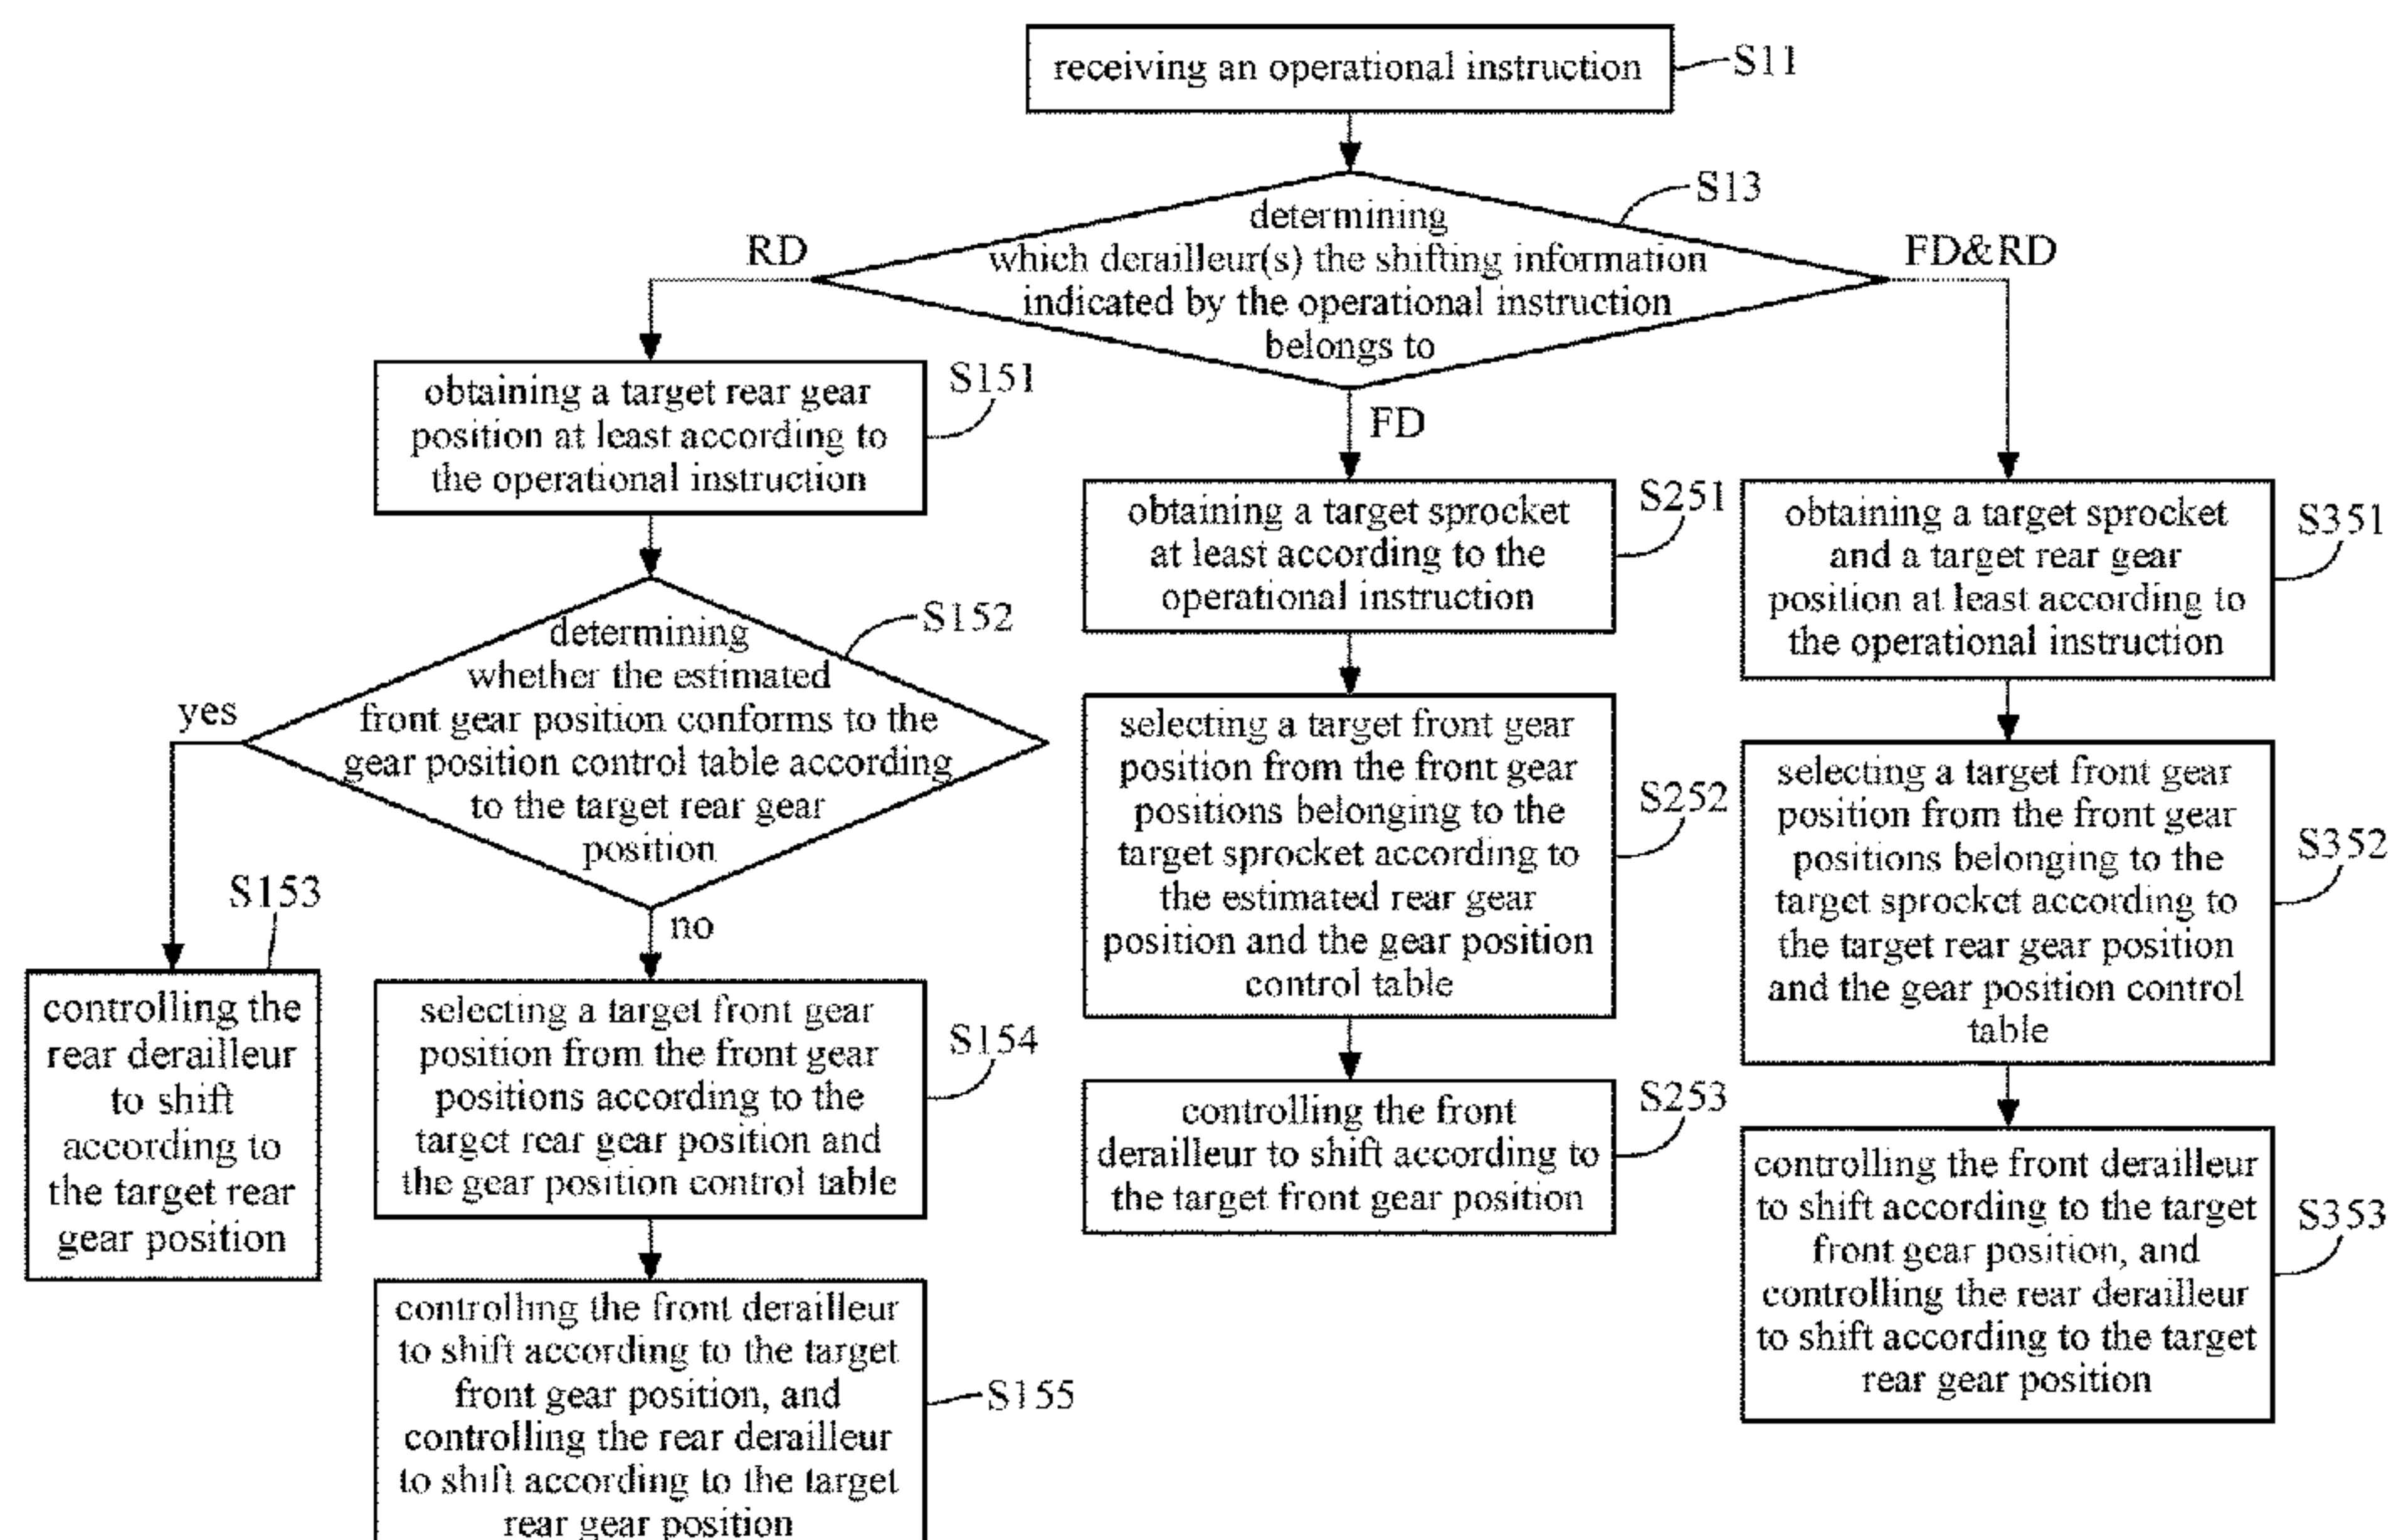 receiving an operational instruction
S11
S13
determining
which derailleur(s) the shifting information
indicated by the operational instruction
belongs to
RD
FD
FD&RD
obtaining a target rear gear
position at least according to
the operational instruction
S151
determining
whether the estimated
front gear position conforms to the
gear position control table according
to the target rear gear
position
S152
yes
no
S153
controlling the
rear derailleur
to shift
according to
the target rear
gear position
selecting a target front gear
position from the front gear
positions according to the
target rear gear position and
the gear position control table
S154
controlling the front derailleur
to shift according to the target
front gear position, and
controlling the rear derailleur
to shift according to the target
rear gear position
S155
obtaining a target sprocket
at least according to the
operational instruction
S251
selecting a target front gear
position from the front gear
positions belonging to the
target sprocket according to
the estimated rear gear
position and the gear position
control table
S252
controlling the front
derailleur to shift according to
the target front gear position
S253
obtaining a target sprocket
and a target rear gear
position at least according to
the operational instruction
S351
selecting a target front gear
position from the front gear
positions belonging to the
target sprocket according to
the target rear gear position
and the gear position control
table
S352
controlling the front derailleur
to shift according to the target
front gear position, and
controlling the rear derailleur
to shift according to the target
rear gear position
S353